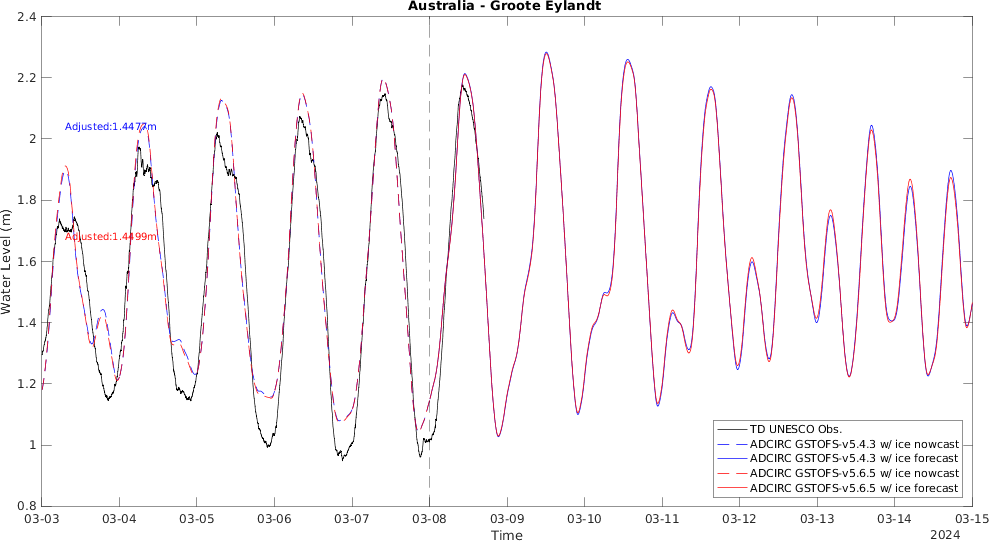 Australia - Groote Eylandt
2.4
2.2
2
1.8
1.6
1.4
1.2
1
0.8
Water Level (m)
Adjusted:1.4477m
Adjusted:1.4499m
TD UNESCO Obs.
ADCIRC GSTOFS-v5.4.3 w/ ice nowcast
ADCIRC GSTOFS-v5.4.3 w/ ice forecast
ADCIRC GSTOFS-v5.6.5 w/ ice nowcast
ADCIRC GSTOFS-v5.6.5 w/ ice forecast
03-03 03-04 03-05 03-06 03-07 03-08 03-09 03-10 03-11 03-12 03-13 03-14 03-15
Time
2024